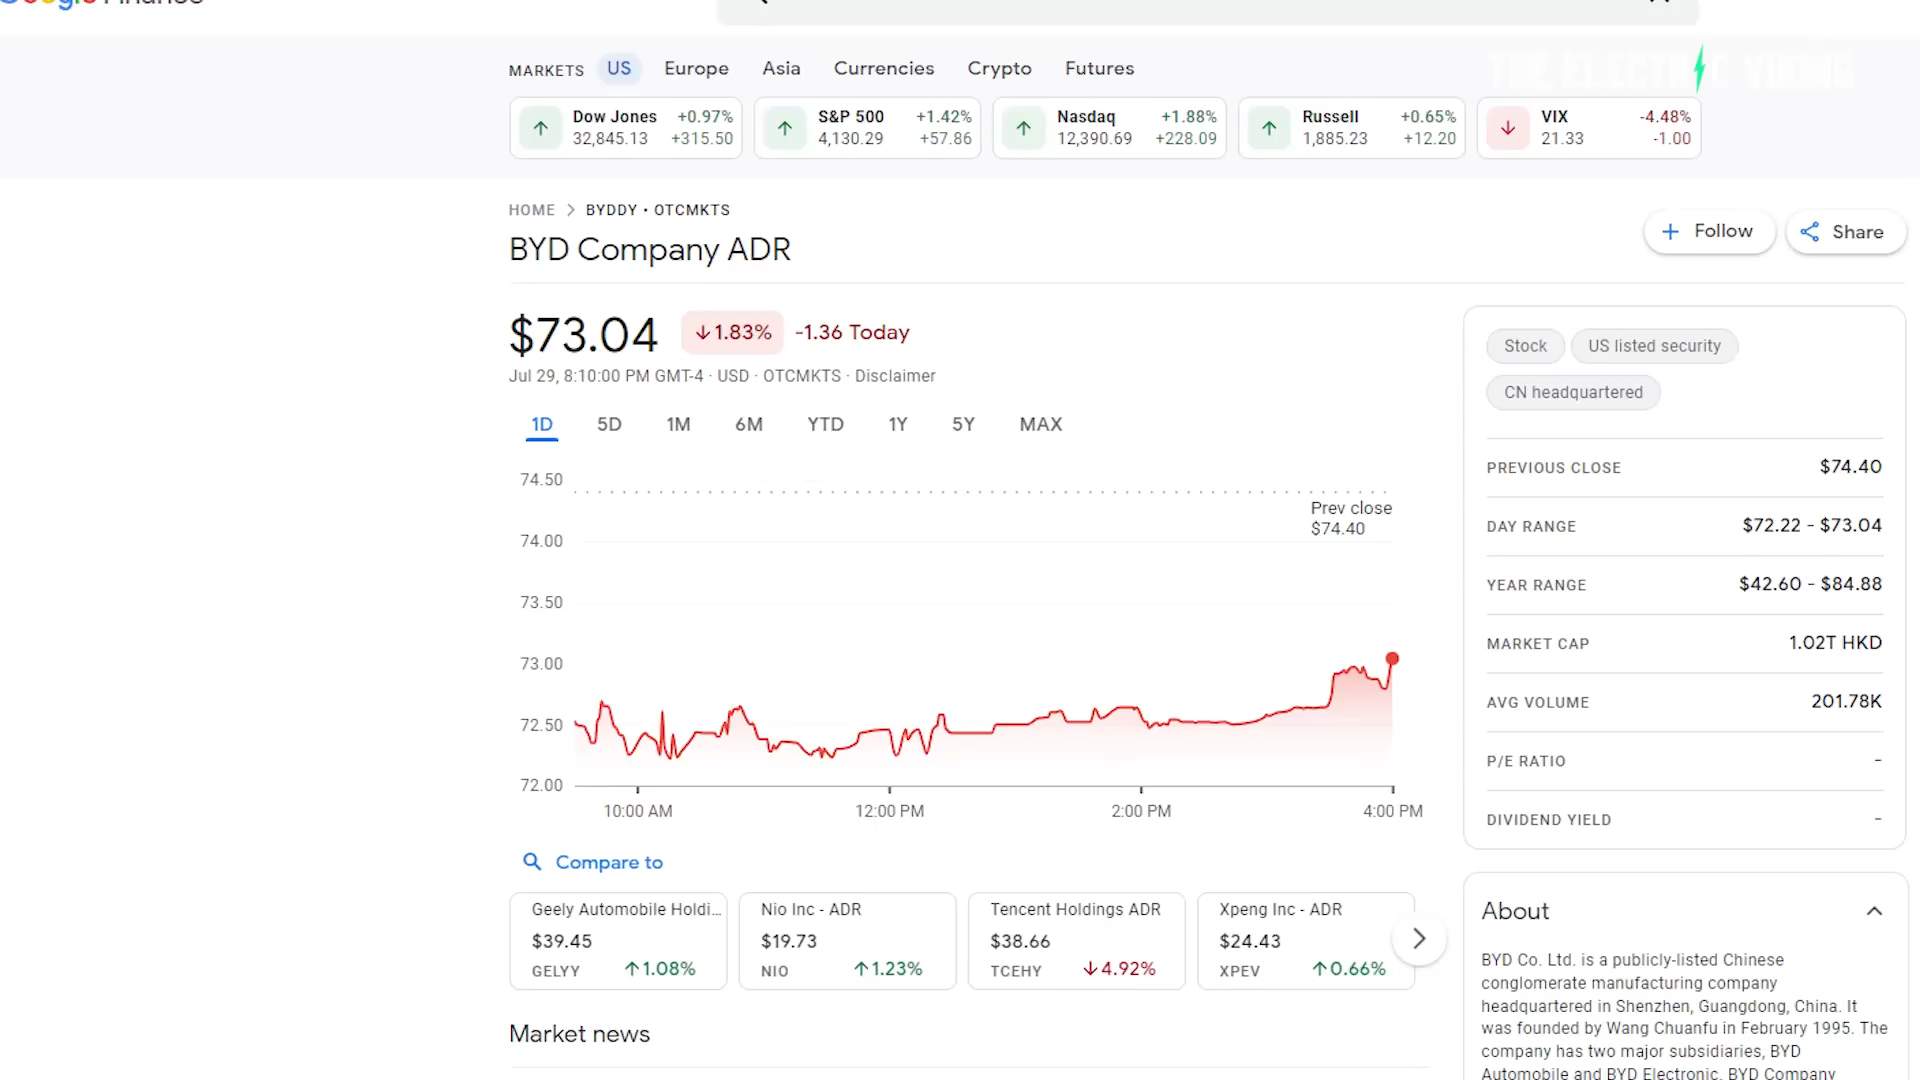 Google Finance
MARKETS US Europe Asia Currencies Crypto Futures
THE ELECTRIC VIKING
Dow Jones +0.97%
32,845.13 +315.50
S&P 500 +1.42%
4,130.29 +57.86
Nasdaq +1.88%
12,390.69 +228.09
Russell +0.65%
1,885.23 +12.20
VIX -4.48%
21.33 -1.00
HOME > BYDDY • OTCMKTS
BYD Company ADR
+ Follow
Share
$73.04 ↓1.83% -1.36 Today
Jul 29, 8:10:00 PM GMT-4 · USD · OTCMKTS · Disclaimer
1D 5D 1M 6M YTD 1Y 5Y MAX
74.50
74.00
73.50
73.00
72.50
72.00
Prev close
$74.40
10:00 AM 12:00 PM 2:00 PM 4:00 PM
Compare to
Geely Automobile Holdi...
$39.45
GELYY ↑1.08%
Nio Inc - ADR
$19.73
NIO ↑1.23%
Tencent Holdings ADR
$38.66
TCEHY ↓4.92%
Xpeng Inc - ADR
$24.43
XPEV ↑0.66%
Market news
Stock
US listed security
CN headquartered
PREVIOUS CLOSE $74.40
DAY RANGE $72.22 - $73.04
YEAR RANGE $42.60 - $84.88
MARKET CAP 1.02T HKD
AVG VOLUME 201.78K
P/E RATIO -
DIVIDEND YIELD -
About
BYD Co. Ltd. is a publicly-listed Chinese
conglomerate manufacturing company
headquartered in Shenzhen, Guangdong, China. It
was founded by Wang Chuanfu in February 1995. The
company has two major subsidiaries, BYD
Automobile and BYD Electronic. BYD Company